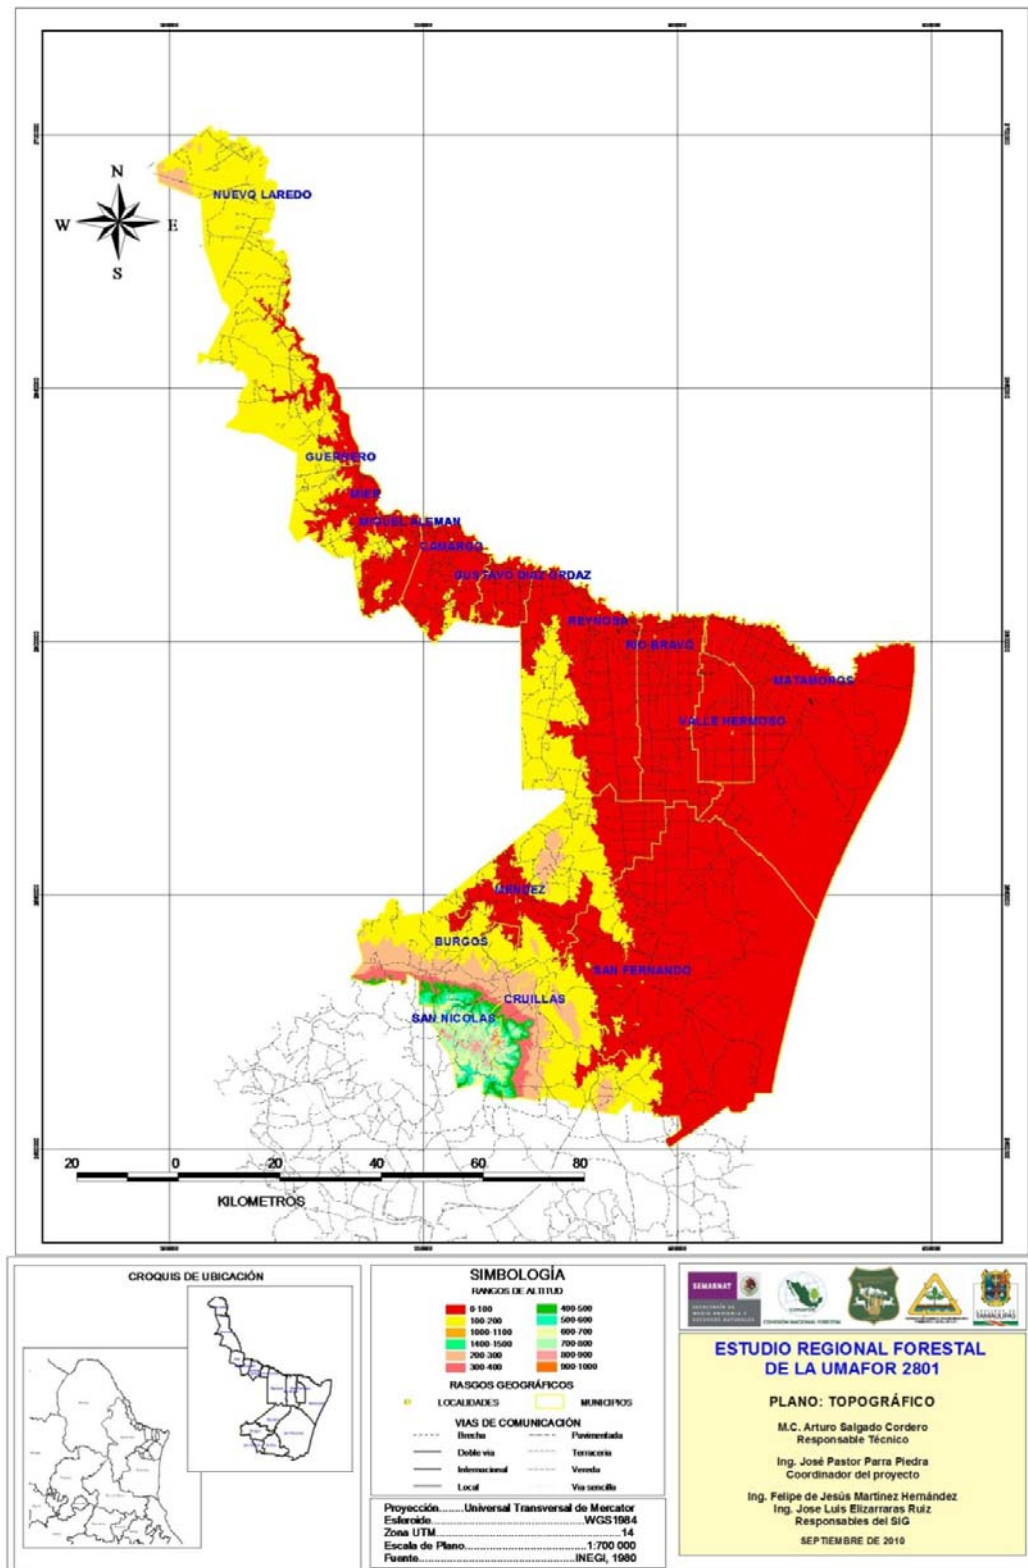 N
W E
S
NUEVO LAREDO
GUERRERO
MIER
MIGUEL ALEMAN
CAMARGO
GUSTAVO DIAZ ORDAZ
REYNOSA
RIO BRAVO
MATAMOROS
VALLE HERMOSO
MENDEZ
BURGOS
SAN FERNANDO
CRUILLAS
SAN NICOLAS
20 0 20 40 60 80
KILOMETROS
CROQUIS DE UBICACIÓN
SIMBOLOGÍA
RANGOS DE ALTITUD
0-100 400-500
100-200 500-600
1000-1100 600-700
1400-1500 700-800
200-300 800-900
300-400 900-1000
RASGOS GEOGRÁFICOS
LOCALIDADES MUNICIPIOS
VIAS DE COMUNICACIÓN
Brecha Pavimentada
Doble via Terraceria
Internacional Vereda
Local Via sencilla
Proyección........Universal Transversal de Mercator
Esferoide..................................WGS1984
Zona UTM........................................14
Escala de Plano..........................1:700 000
Fuente..................................INEGI, 1980
SEMARNAT
COMISIÓN NACIONAL FORESTAL
TAMAULIPAS
ESTUDIO REGIONAL FORESTAL
DE LA UMAFOR 2801
PLANO: TOPOGRÁFICO
M.C. Arturo Salgado Cordero
Responsable Técnico
Ing. José Pastor Parra Piedra
Coordinador del proyecto
Ing. Felipe de Jesús Martínez Hernández
Ing. Jose Luis Elizarraras Ruiz
Responsables del SIG
SEPTIEMBRE DE 2010